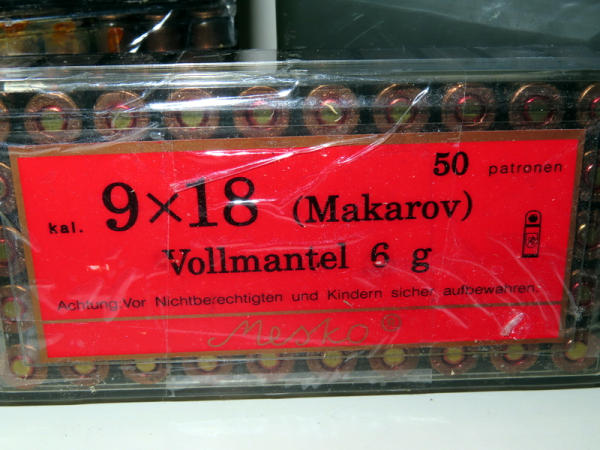 50 patronen
kal. 9×18 (Makarov)
Vollmantel 6 g
Achtung:Vor Nichtberechtigten und Kindern sicher aufbewahren.
Mesko